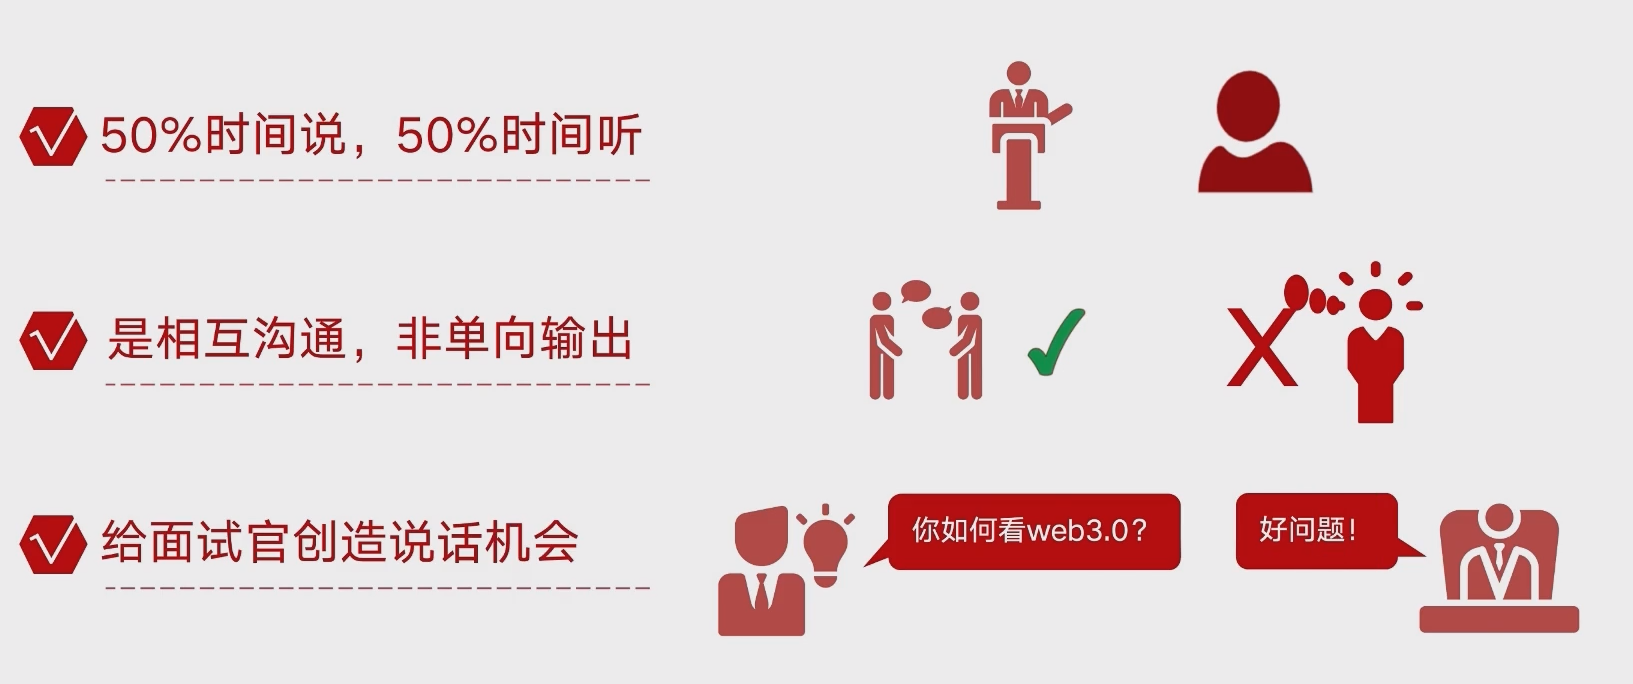 50%时间说，50%时间听
是相互沟通，非单向输出
X
给面试官创造说话机会
你如何看web3.0？
好问题！